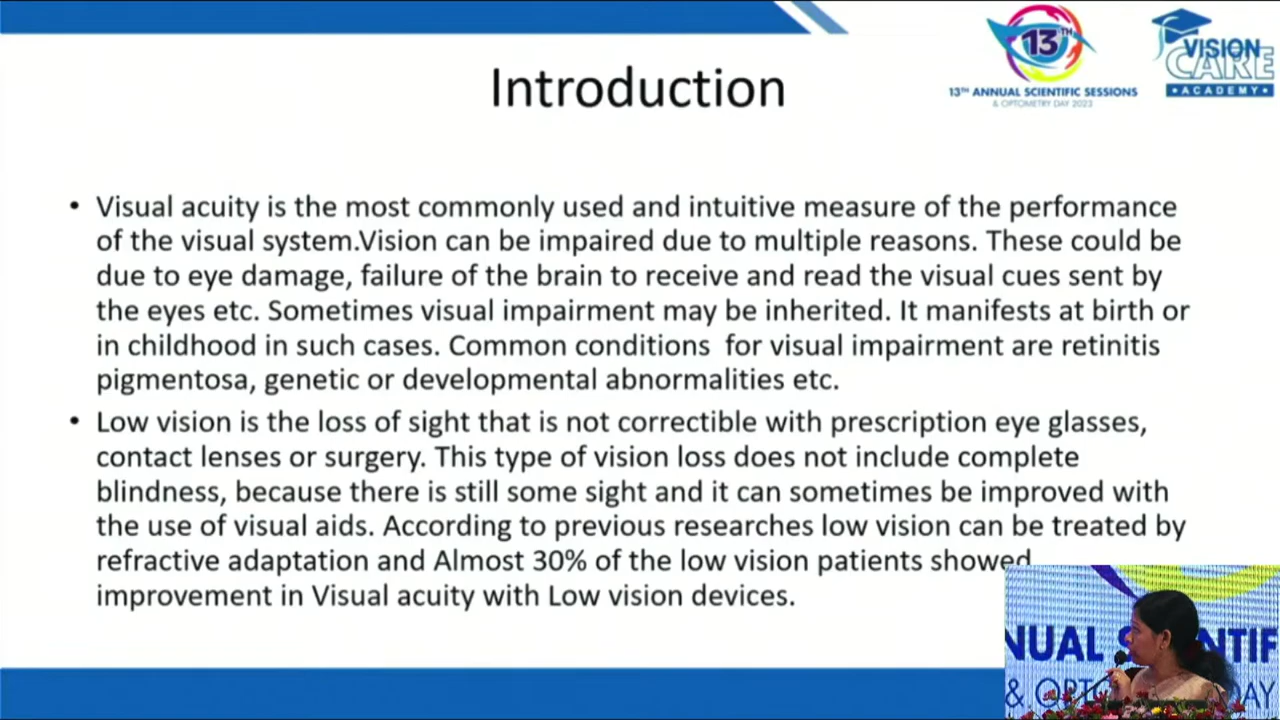 Introduction
13TH
13TH ANNUAL SCIENTIFIC SESSIONS
& OPTOMETRY DAY 2023
VISION
CARE
•ACADEMY•
• Visual acuity is the most commonly used and intuitive measure of the performance
of the visual system.Vision can be impaired due to multiple reasons. These could be
due to eye damage, failure of the brain to receive and read the visual cues sent by
the eyes etc. Sometimes visual impairment may be inherited. It manifests at birth or
in childhood in such cases. Common conditions  for visual impairment are retinitis
pigmentosa, genetic or developmental abnormalities etc.
• Low vision is the loss of sight that is not correctible with prescription eye glasses,
contact lenses or surgery. This type of vision loss does not include complete
blindness, because there is still some sight and it can sometimes be improved with
the use of visual aids. According to previous researches low vision can be treated by
refractive adaptation and Almost 30% of the low vision patients showed
improvement in Visual acuity with Low vision devices.
NUAL SCIENTIF
& OPT DAY